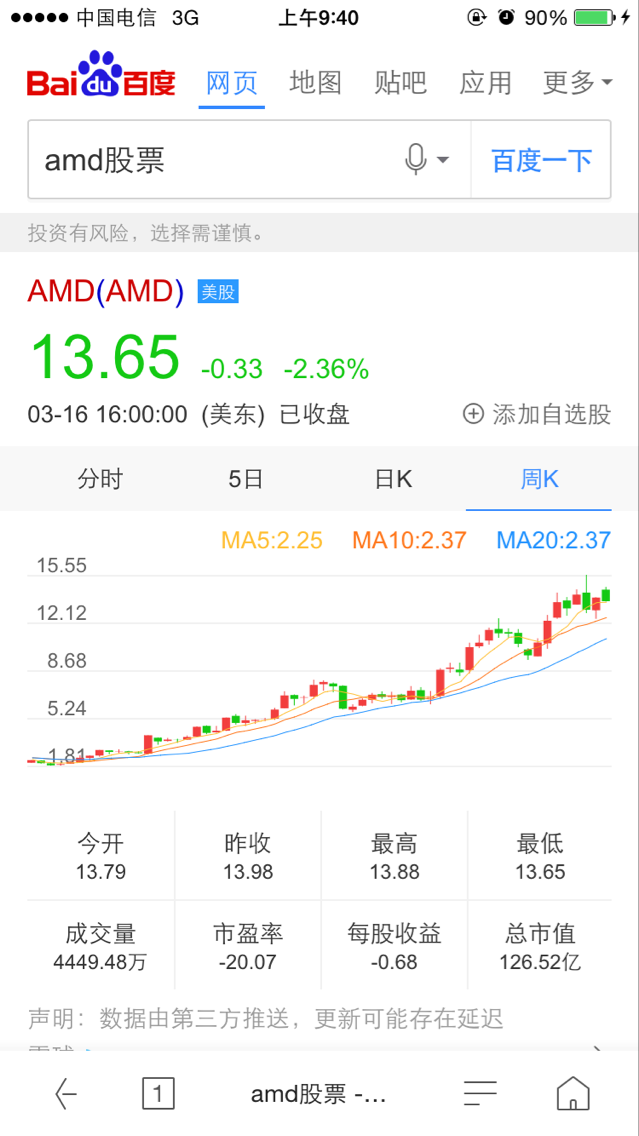 中国电信 3G 上午9:40 90%
Bai du 百度 网页 地图 贴吧 应用 更多
amd股票 百度一下
投资有风险，选择需谨慎。
AMD(AMD) 美股
13.65 -0.33 -2.36%
03-16 16:00:00 (美东) 已收盘 添加自选股
分时 5日 日K 周K
MA5:2.25 MA10:2.37 MA20:2.37
15.55
12.12
8.68
5.24
1.81
今开 昨收 最高 最低
13.79 13.98 13.88 13.65
成交量 市盈率 每股收益 总市值
4449.48万 -20.07 -0.68 126.52亿
声明：数据由第三方推送，更新可能存在延迟
1 amd股票 -...